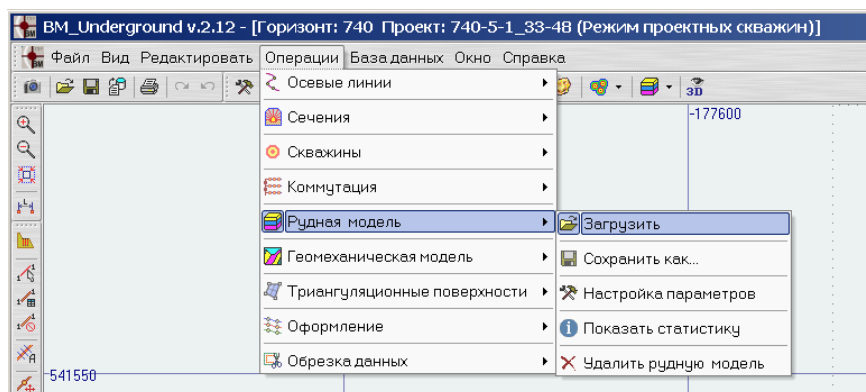 BM_Underground v.2.12 - [Горизонт: 740 Проект: 740-5-1_33-48 (Режим проектных скважин)]
Файл Вид Редактировать Операции База данных Окно Справка
3D
Осевые линии
Сечения
Скважины
Коммутация
Рудная модель
Геомеханическая модель
Триангуляционные поверхности
Оформление
Обрезка данных
Загрузить
Сохранить как...
Настройка параметров
Показать статистику
Удалить рудную модель
-177600
-541550